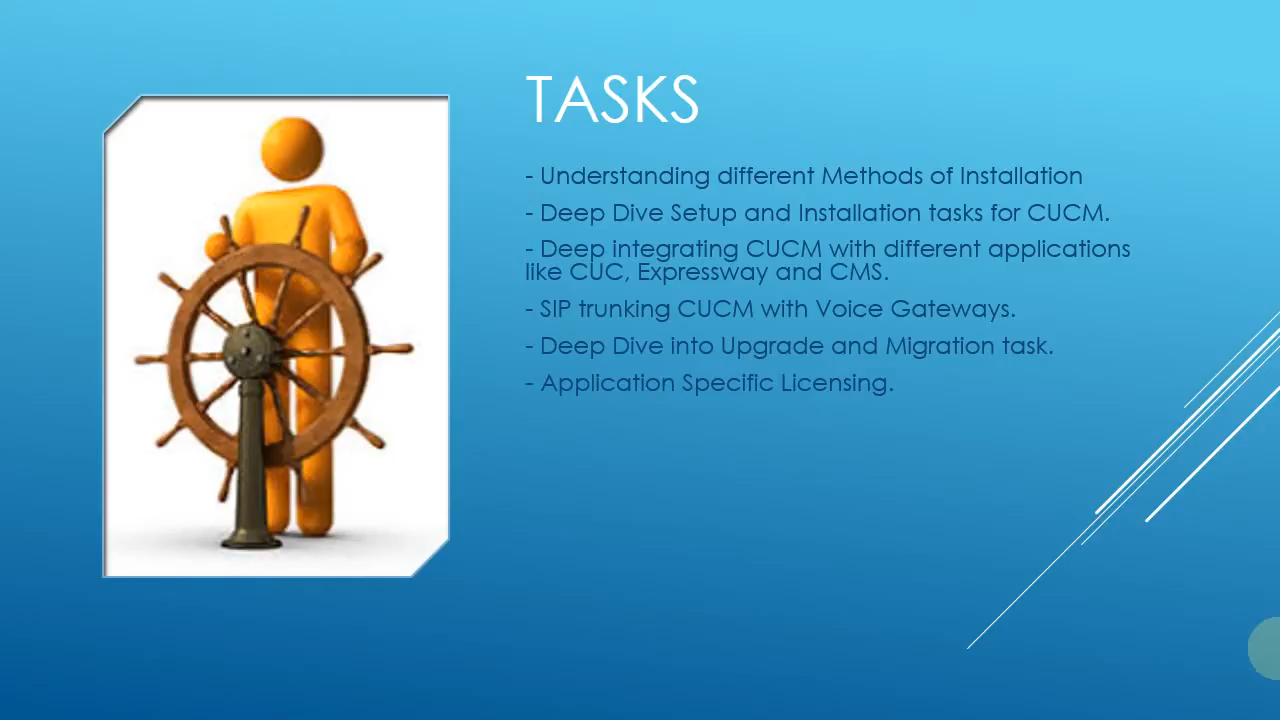 TASKS
- Understanding different Methods of Installation
- Deep Dive Setup and Installation tasks for CUCM.
- Deep integrating CUCM with different applications
like CUC, Expressway and CMS.
- SIP trunking CUCM with Voice Gateways.
- Deep Dive into Upgrade and Migration task.
- Application Specific Licensing.